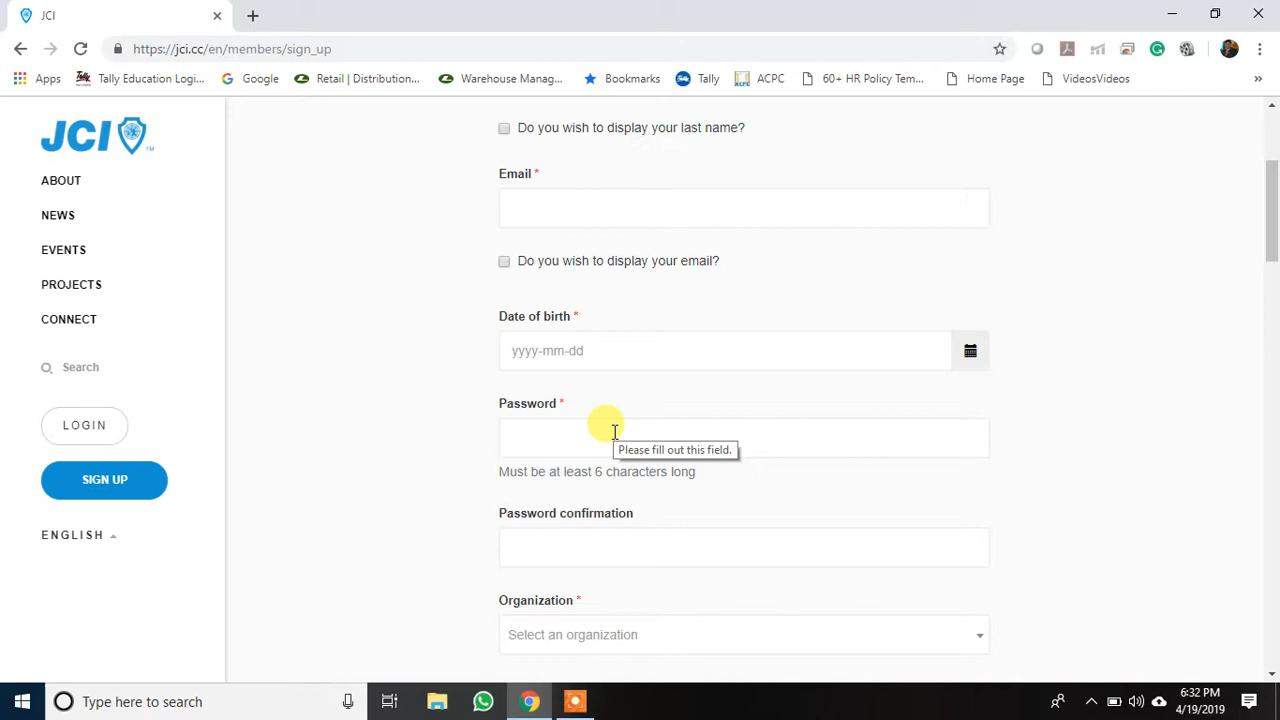 JCI
https://jci.cc/en/members/sign_up
Apps
Tally Education Logi...
Google
Retail | Distribution...
Warehouse Manag...
Bookmarks
Tally
ACPC
60+ HR Policy Tem...
Home Page
VideosVideos
»
JCI
ABOUT
NEWS
EVENTS
PROJECTS
CONNECT
Search
LOGIN
SIGN UP
ENGLISH
Do you wish to display your last name?
Email *
Do you wish to display your email?
Date of birth *
yyyy-mm-dd
Password *
Please fill out this field.
Must be at least 6 characters long
Password confirmation
Organization *
Select an organization
Type here to search
6:32 PM
4/19/2019